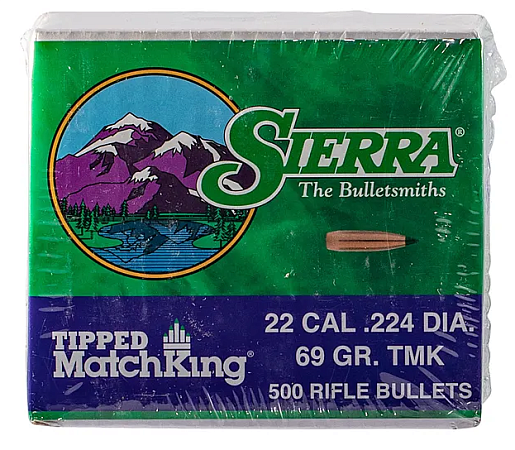 SIERRA®
The Bulletsmiths
TIPPED
MatchKing®
22 CAL .224 DIA.
69 GR. TMK
500 RIFLE BULLETS